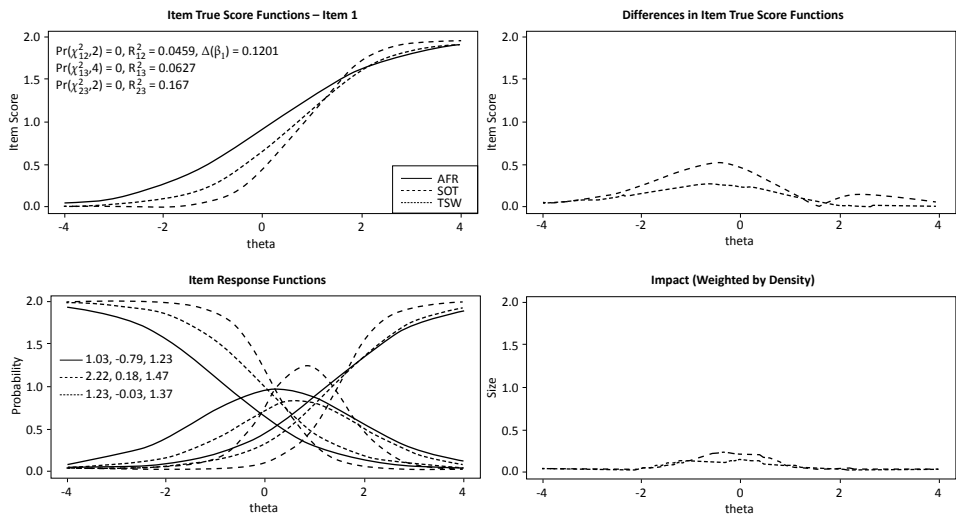 Item True Score Functions – Item 1
Pr(χ²₁₂,2) = 0, R²₁₂ = 0.0459, Δ(β₁) = 0.1201
Pr(χ²₁₃,4) = 0, R²₁₃ = 0.0627
Pr(χ²₂₃,2) = 0, R²₂₃ = 0.167
2.0
1.5
1.0
0.5
0.0
Item Score
AFR
SOT
TSW
-4 -2 0 2 4
theta
Differences in Item True Score Functions
2.0
1.5
1.0
0.5
0.0
Item Score
-4 -2 0 2 4
theta
Item Response Functions
2.0
1.5
1.0
0.5
0.0
Probability
1.03, -0.79, 1.23
2.22, 0.18, 1.47
1.23, -0.03, 1.37
-4 -2 0 2 4
theta
Impact (Weighted by Density)
2.0
1.5
1.0
0.5
0.0
Size
-4 -2 0 2 4
theta